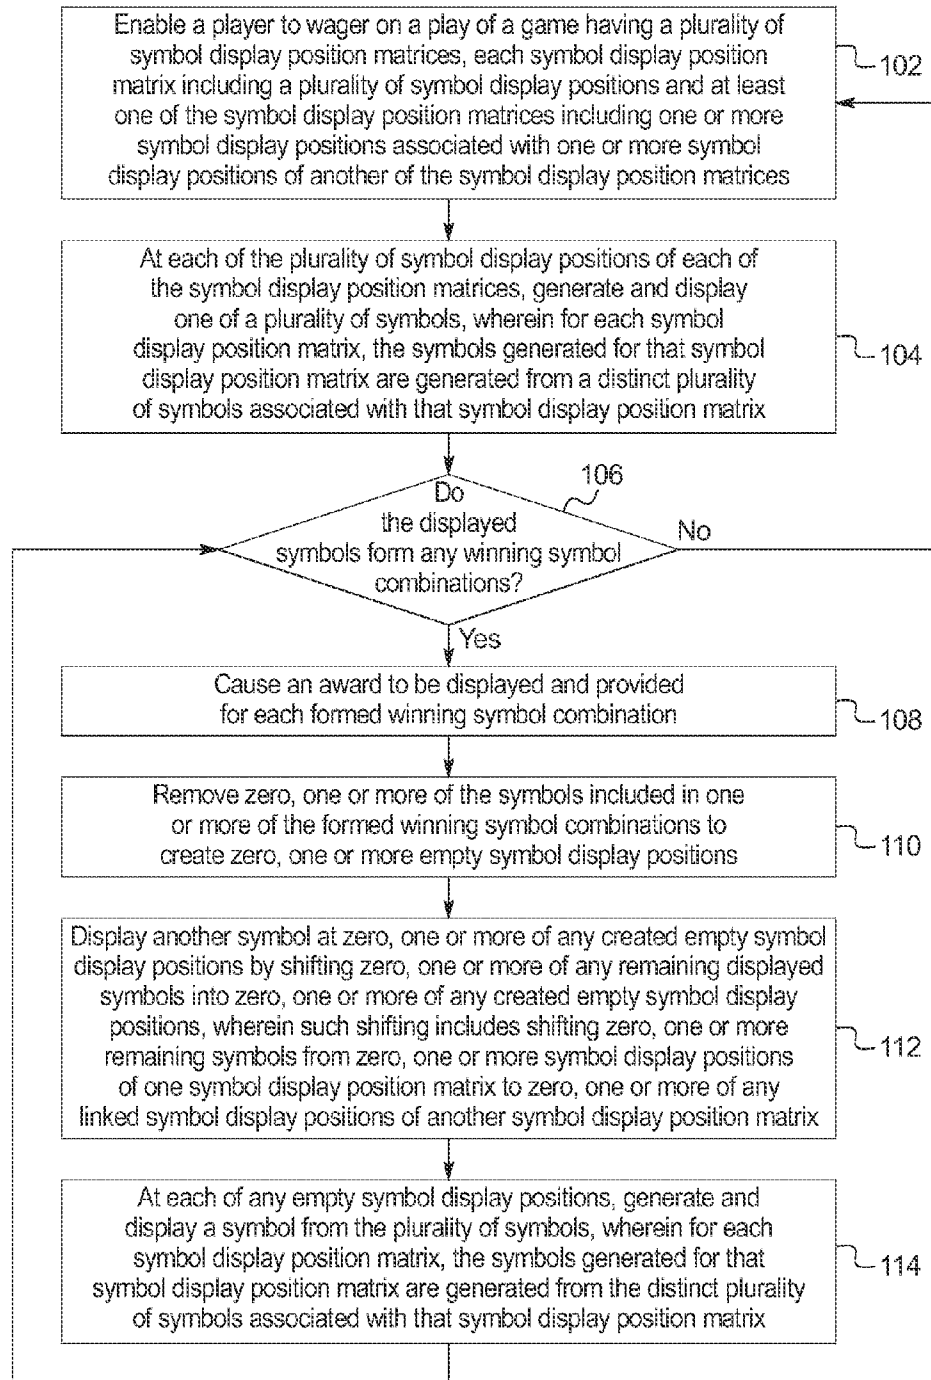 Enable a player to wager on a play of a game having a plurality of
symbol display position matrices, each symbol display position
matrix including a plurality of symbol display positions and at least
one of the symbol display position matrices including one or more
symbol display positions associated with one or more symbol
display positions of another of the symbol display position matrices
102
At each of the plurality of symbol display positions of each of
the symbol display position matrices, generate and display
one of a plurality of symbols, wherein for each symbol
display position matrix, the symbols generated for that symbol
display position matrix are generated from a distinct plurality
of symbols associated with that symbol display position matrix
104
106
Do
the displayed
symbols form any winning symbol
combinations?
No
Yes
Cause an award to be displayed and provided
for each formed winning symbol combination
108
Remove zero, one or more of the symbols included in one
or more of the formed winning symbol combinations to
create zero, one or more empty symbol display positions
110
Display another symbol at zero, one or more of any created empty symbol
display positions by shifting zero, one or more of any remaining displayed
symbols into zero, one or more of any created empty symbol display
positions, wherein such shifting includes shifting zero, one or more
remaining symbols from zero, one or more symbol display positions
of one symbol display position matrix to zero, one or more of any
linked symbol display positions of another symbol display position matrix
112
At each of any empty symbol display positions, generate and
display a symbol from the plurality of symbols, wherein for each
symbol display position matrix, the symbols generated for that
symbol display position matrix are generated from the distinct plurality
of symbols associated with that symbol display position matrix
114